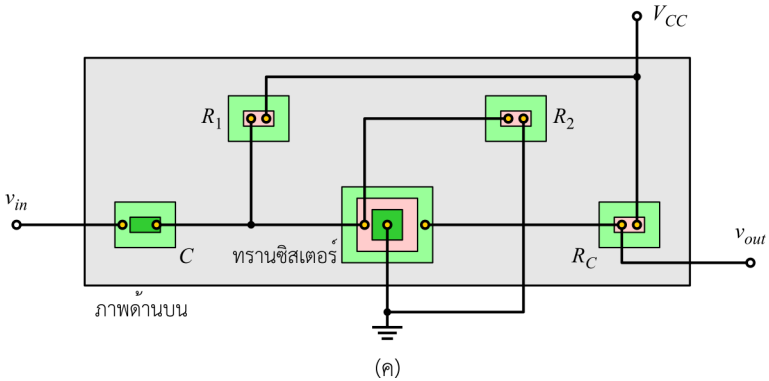 V_CC
R_1
R_2
v_in
C
ทรานซิสเตอร์
R_C
v_out
ภาพด้านบน
(ค)